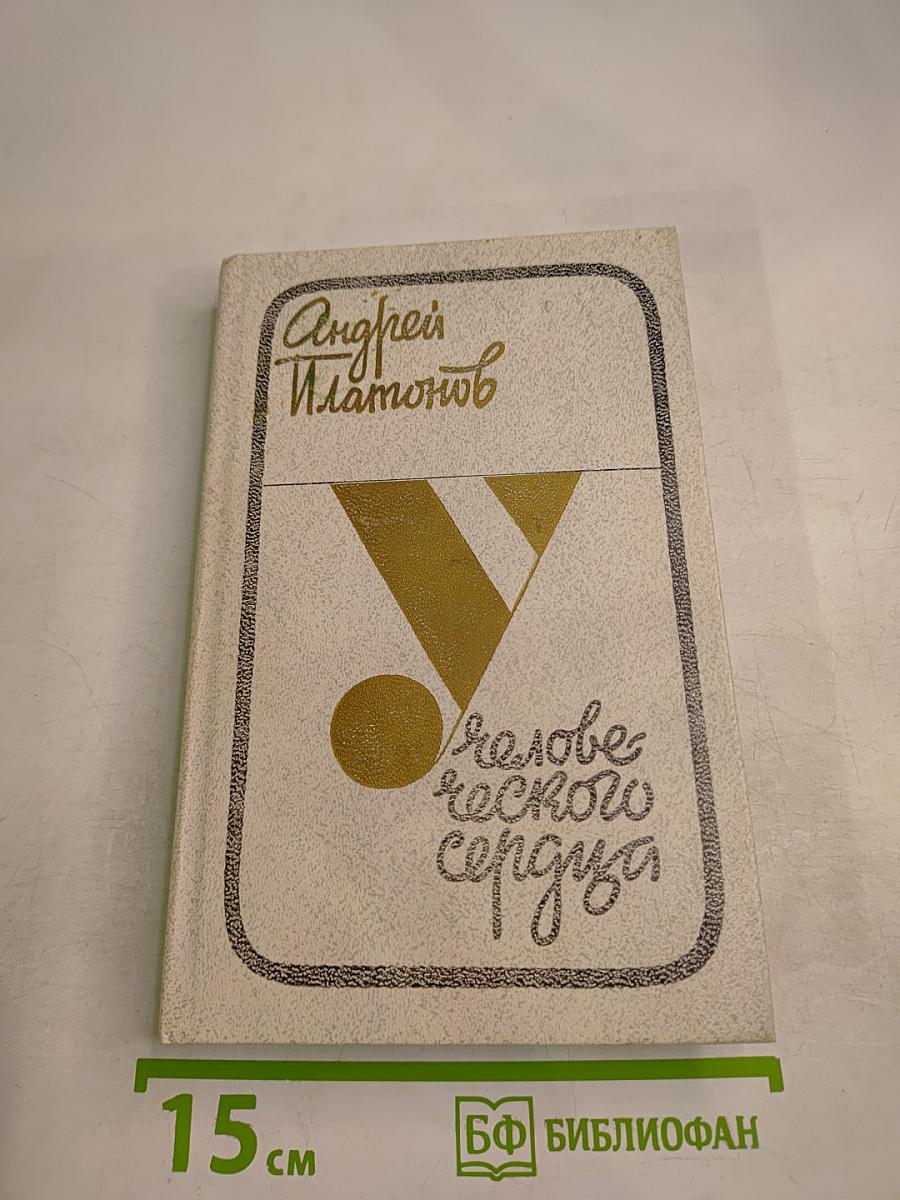 Андрей
Платонов
У
челове-
ческого
сердца
15 см
БФ БИБЛИОФАН